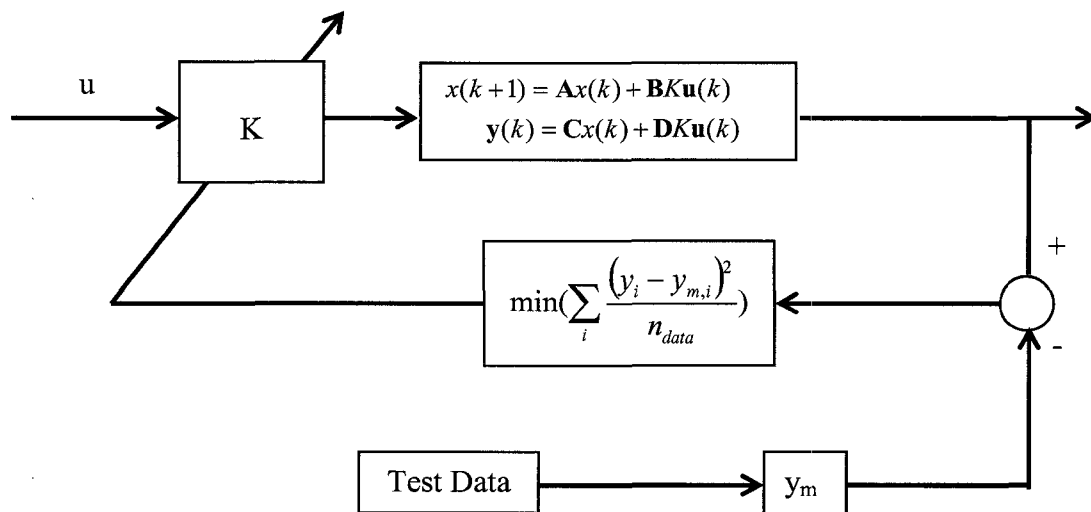 u
K
x(k+1) = Ax(k) + BKu(k)
y(k) = Cx(k) + DKu(k)
+
min(∑_i (y_i − y_{m,i})² / n_data)
-
Test Data
y_m